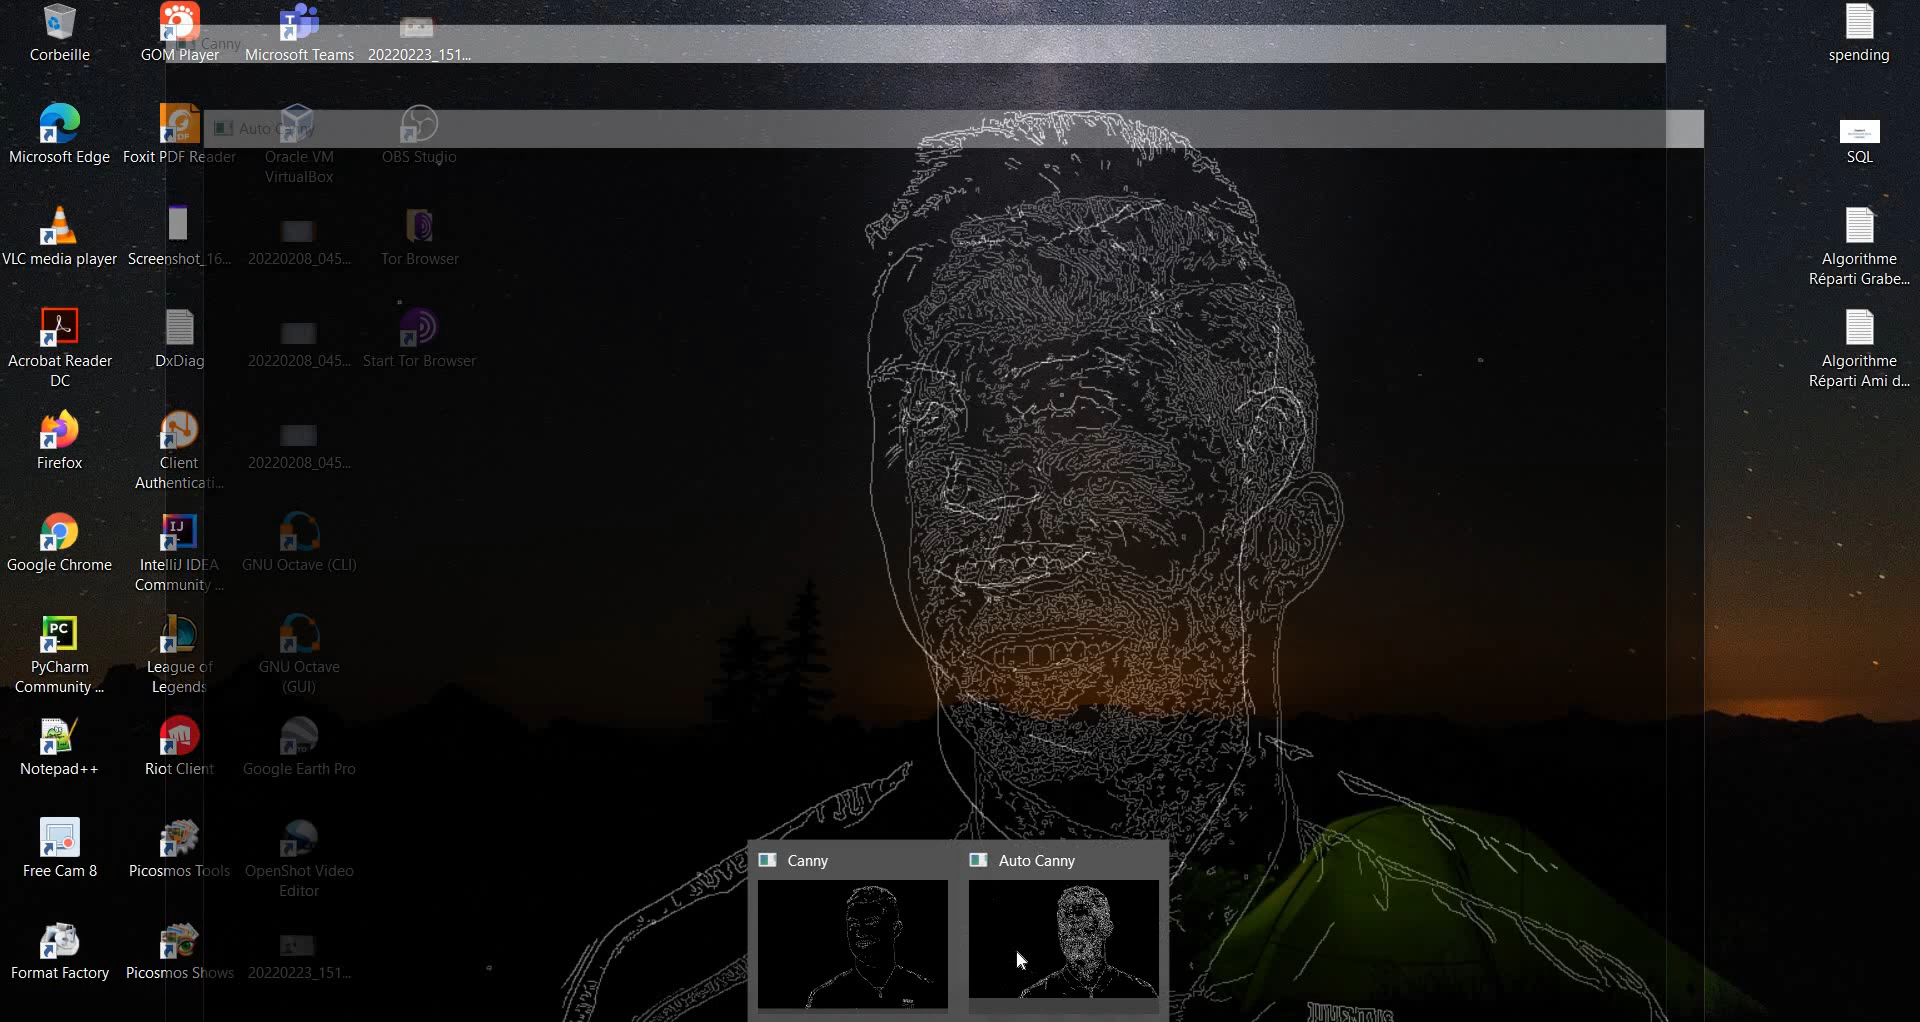 Canny
Auto Canny
Corbeille
GOM Player
Microsoft Teams
20220223_151...
spending
Microsoft Edge
Foxit PDF Reader
Oracle VM
VirtualBox
OBS Studio
SQL
VLC media player
Screenshot_16...
20220208_045...
Tor Browser
Algorithme
Réparti Grabe...
Acrobat Reader
DC
DxDiag
20220208_045...
Start Tor Browser
Algorithme
Réparti Ami d...
Firefox
Client
Authenticati...
20220208_045...
Google Chrome
IntelliJ IDEA
Community ...
GNU Octave (CLI)
PC
IJ
PyCharm
Community ...
League of
Legends
GNU Octave
(GUI)
Notepad++
Riot Client
Google Earth Pro
Free Cam 8
Picosmos Tools
OpenShot Video
Editor
Format Factory
Picosmos Shows
20220223_151...
Canny
Auto Canny
JUVENTUS